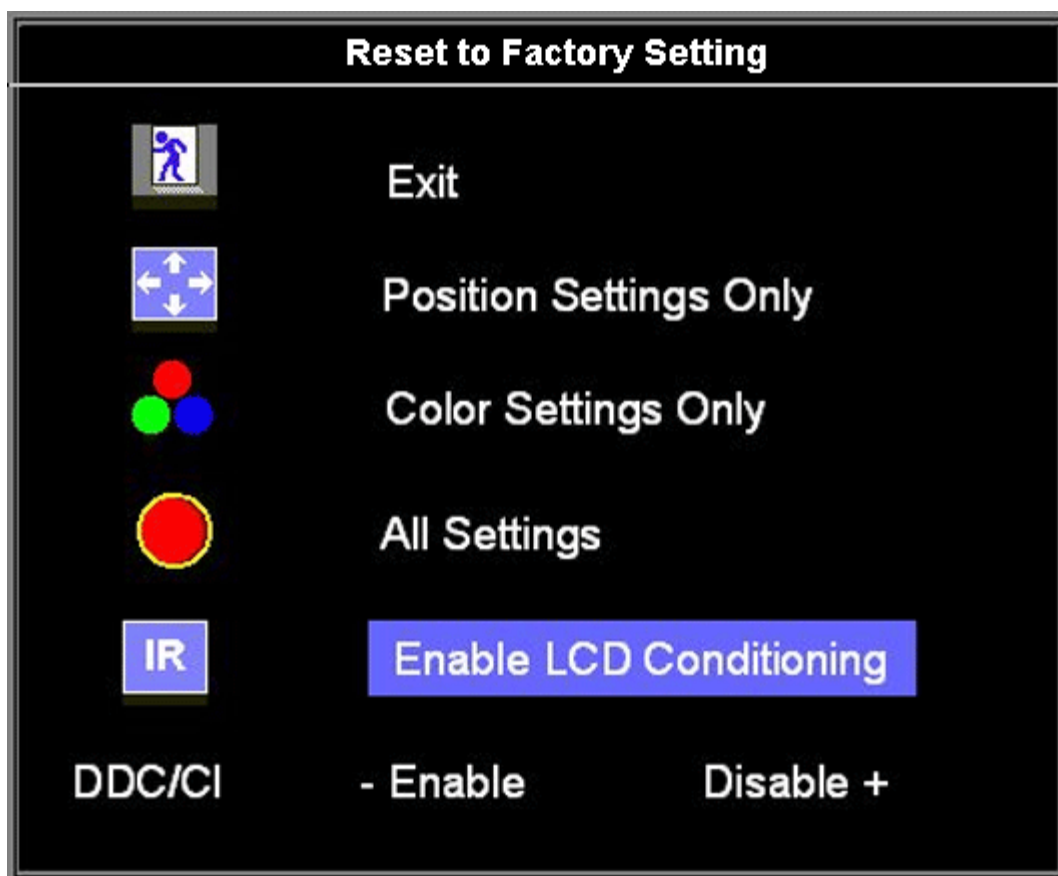 Reset to Factory Setting
Exit
Position Settings Only
Color Settings Only
All Settings
IR Enable LCD Conditioning
DDC/CI - Enable Disable +